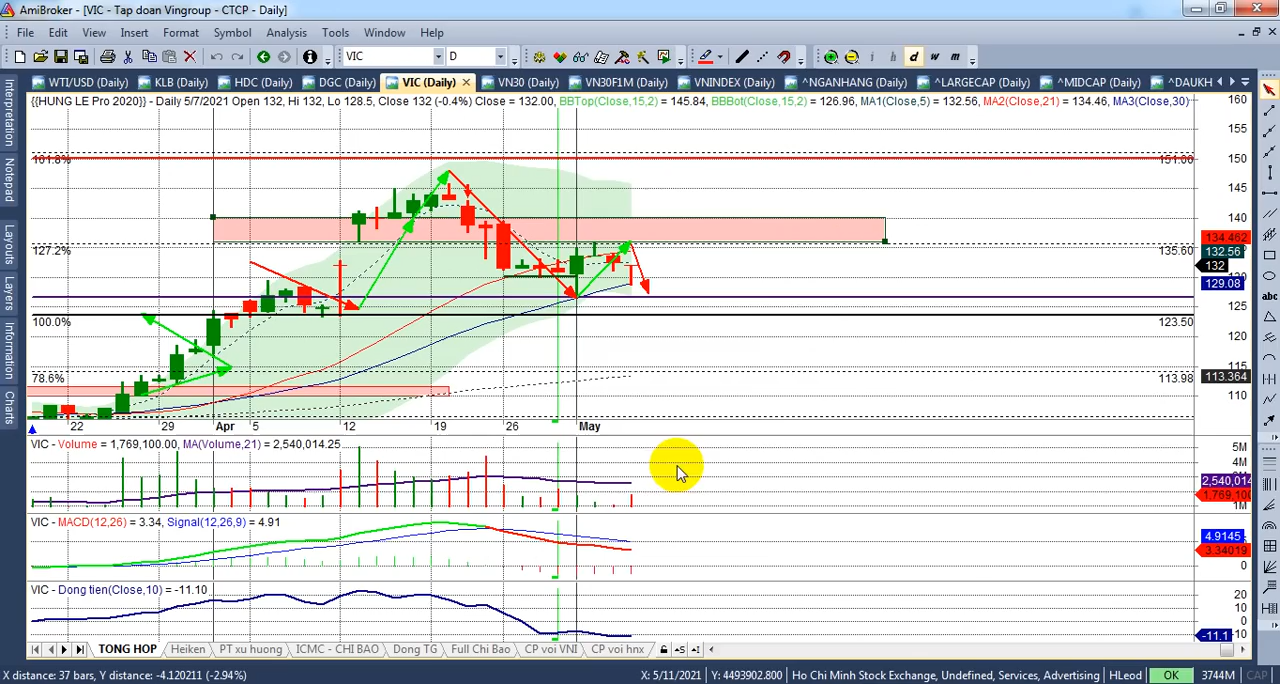 AmiBroker - [VIC - Tap doan Vingroup - CTCP - Daily]
File Edit View Insert Format Symbol Analysis Tools Window Help
VIC D i h d w m
WTI/USD (Daily) KLB (Daily) HDC (Daily) DGC (Daily) VIC (Daily) VN30 (Daily) VN30F1M (Daily) VNINDEX (Daily) ^NGANHANG (Daily) ^LARGECAP (Daily) ^MIDCAP (Daily) ^DAUKH
{{HUNG LE Pro 2020}} - Daily 5/7/2021 Open 132, Hi 132, Lo 128.5, Close 132 (-0.4%) Close = 132.00, BBTop(Close,15,2) = 145.84, BBBot(Close,15,2) = 126.96, MA1(Close,5) = 132.56, MA2(Close,21) = 134.46, MA3(Close,30)
160
155
161.8% 151.00 150
145
140
134.462
127.2% 135.60 132.56
132
129.08
125
100.0% 123.50
120
115
78.6% 113.98 113.364
110
22 Apr 5 12 19 26 May
VIC - Volume = 1,769,100.00, MA(Volume,21) = 2,540,014.25
5M
4M
2,540,014
1,769,100
1M
VIC - MACD(12,26) = 3.34, Signal(12,26,9) = 4.91
4.9145
3.34019
0
VIC - Dong tien(Close,10) = -11.10
20
10
0
-11.1
Interpretation
Notepad
Layouts
Layers
Information
Charts
abc
TONG HOP Heiken PT xu huong ICMC - CHI BAO Dong TG Full Chi Bao CP voi VNI CP voi hnx
X distance: 37 bars, Y distance: -4.120211 (-2.94%) X: 5/11/2021 Y: 4493902.800 Ho Chi Minh Stock Exchange, Undefined, Services, Advertising HLeod OK 3744M CAP